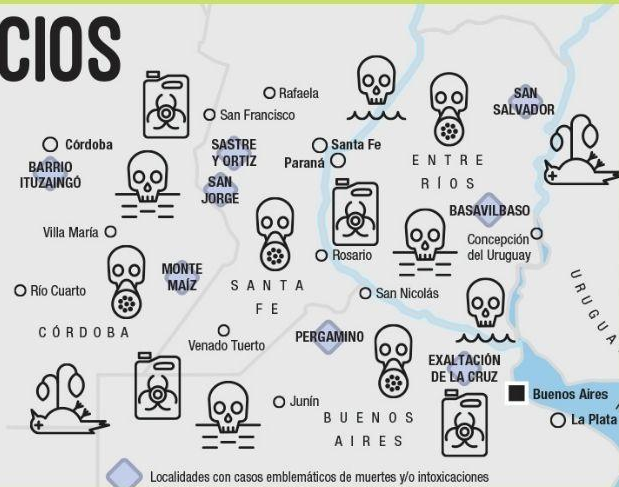 CIOS
Rafaela
San Francisco
SAN
SALVADOR
Córdoba
BARRIO
ITUZAINGÓ
SASTRE
Y ORTIZ
SAN
JORGE
Santa Fe
Paraná
ENTRE
RÍOS
BASAVILBASO
Villa María
Concepción
del Uruguay
Rosario
MONTE
MAÍZ
SANTA
FE
Río Cuarto
San Nicolás
CÓRDOBA
Venado Tuerto
PERGAMINO
EXALTACIÓN
DE LA CRUZ
URUGUA
Buenos Aires
La Plata
Junín
BUENOS
AIRES
Localidades con casos emblemáticos de muertes y/o intoxicaciones